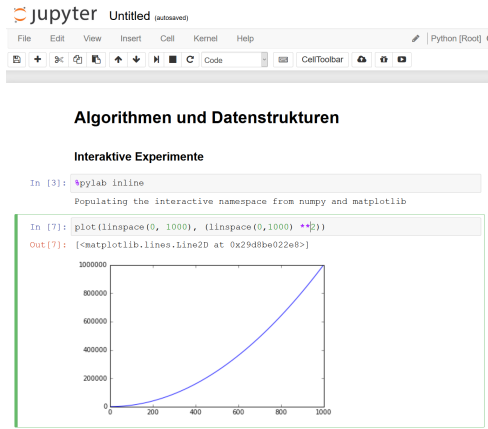 jupyter Untitled (autosaved)
File Edit View Insert Cell Kernel Help Python [Root]
Code CellToolbar
Algorithmen und Datenstrukturen
Interaktive Experimente
In [3]: %pylab inline
Populating the interactive namespace from numpy and matplotlib
In [7]: plot(linspace(0, 1000), (linspace(0,1000) **2))
Out[7]: [<matplotlib.lines.Line2D at 0x29d8be022e8>]
1000000
800000
600000
400000
200000
0
0 200 400 600 800 1000